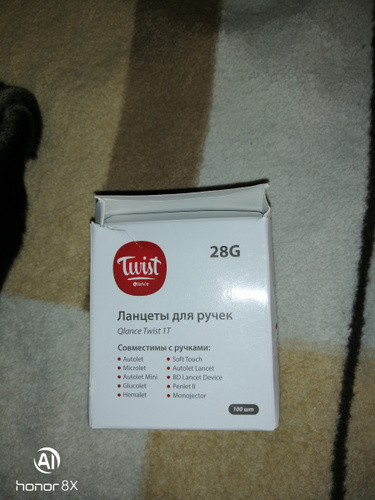 Twist
Qlance
28G
Ланцеты для ручек
Qlance Twist 1T
Совместимы с ручками:
• Autolet
• Microlet
• Autolet Mini
• Glucolet
• Hemalet
• Soft Touch
• Autolet Lancet
• BD Lancet Device
• Penlet II
• Monojector
100 шт
AI
honor 8X